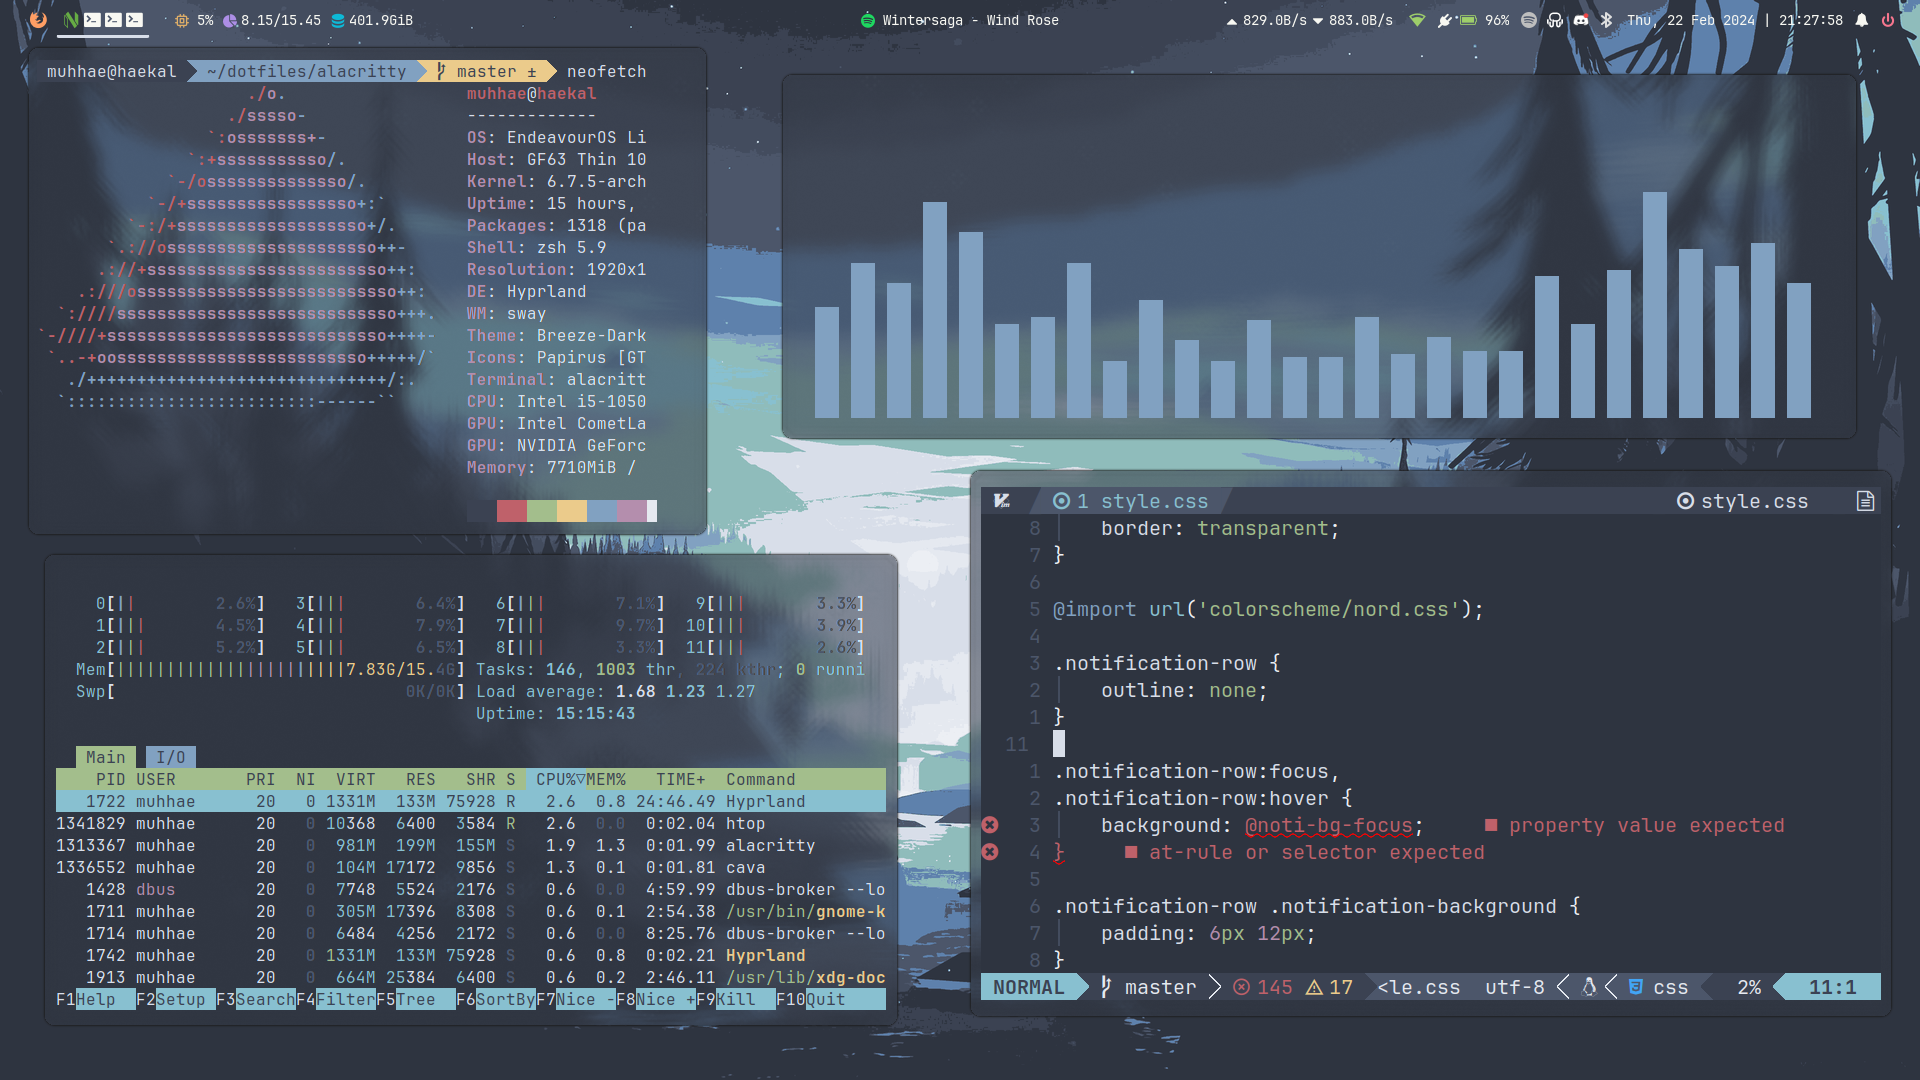 5% 8.15/15.45 401.9GiB
Wintersaga - Wind Rose
829.0B/s 883.0B/s 96% Thu, 22 Feb 2024 | 21:27:58
muhhae@haekal ~/dotfiles/alacritty master ± neofetch
./o. muhhae@haekal
./sssso- -------------
`:osssssss+- OS: EndeavourOS Li
`:+sssssssssso/. Host: GF63 Thin 10
`-/ossssssssssssso/. Kernel: 6.7.5-arch
`-/+sssssssssssssssso+:` Uptime: 15 hours,
`-:/+sssssssssssssssssso+/. Packages: 1318 (pa
`.://osssssssssssssssssssso++- Shell: zsh 5.9
.://+ssssssssssssssssssssssso++: Resolution: 1920x1
.:///ossssssssssssssssssssssssso++: DE: Hyprland
`:////ssssssssssssssssssssssssssso+++. WM: sway
`-////+ssssssssssssssssssssssssssso++++- Theme: Breeze-Dark
`..-+oosssssssssssssssssssssssso+++++/` Icons: Papirus [GT
./++++++++++++++++++++++++++++++/:. Terminal: alacritt
`:::::::::::::::::::::::::------`` CPU: Intel i5-1050
GPU: Intel CometLa
GPU: NVIDIA GeForc
Memory: 7710MiB /
0[|| 2.6%] 3[||| 6.4%] 6[||| 7.1%] 9[||| 3.3%]
1[||| 4.5%] 4[||| 7.9%] 7[||| 9.7%] 10[||| 3.9%]
2[||| 5.2%] 5[||| 6.5%] 8[||| 3.3%] 11[||| 2.6%]
Mem[|||||||||||||||||||||||7.83G/15.4G] Tasks: 146, 1003 thr, 224 kthr; 0 runni
Swp[ 0K/0K] Load average: 1.68 1.23 1.27
Uptime: 15:15:43
Main I/O
PID USER PRI NI VIRT RES SHR S CPU%▽MEM% TIME+ Command
1722 muhhae 20 0 1331M 133M 75928 R 2.6 0.8 24:46.49 Hyprland
1341829 muhhae 20 0 10368 6400 3584 R 2.6 0.0 0:02.04 htop
1313367 muhhae 20 0 981M 199M 155M S 1.9 1.3 0:01.99 alacritty
1336552 muhhae 20 0 104M 17172 9856 S 1.3 0.1 0:01.81 cava
1428 dbus 20 0 7748 5524 2176 S 0.6 0.0 4:59.99 dbus-broker --lo
1711 muhhae 20 0 305M 17396 8308 S 0.6 0.1 2:54.38 /usr/bin/gnome-k
1714 muhhae 20 0 6484 4256 2172 S 0.6 0.0 8:25.76 dbus-broker --lo
1742 muhhae 20 0 1331M 133M 75928 S 0.6 0.8 0:02.21 Hyprland
1913 muhhae 20 0 664M 25384 6400 S 0.6 0.2 2:46.11 /usr/lib/xdg-doc
F1Help F2Setup F3SearchF4FilterF5Tree F6SortByF7Nice -F8Nice +F9Kill F10Quit
1 style.css style.css
8 border: transparent;
7 }
6
5 @import url('colorscheme/nord.css');
4
3 .notification-row {
2 outline: none;
1 }
11
1 .notification-row:focus,
2 .notification-row:hover {
3 background: @noti-bg-focus; ■ property value expected
4 } ■ at-rule or selector expected
5
6 .notification-row .notification-background {
7 padding: 6px 12px;
8 }
NORMAL master 145 17 <le.css utf-8 css 2% 11:1